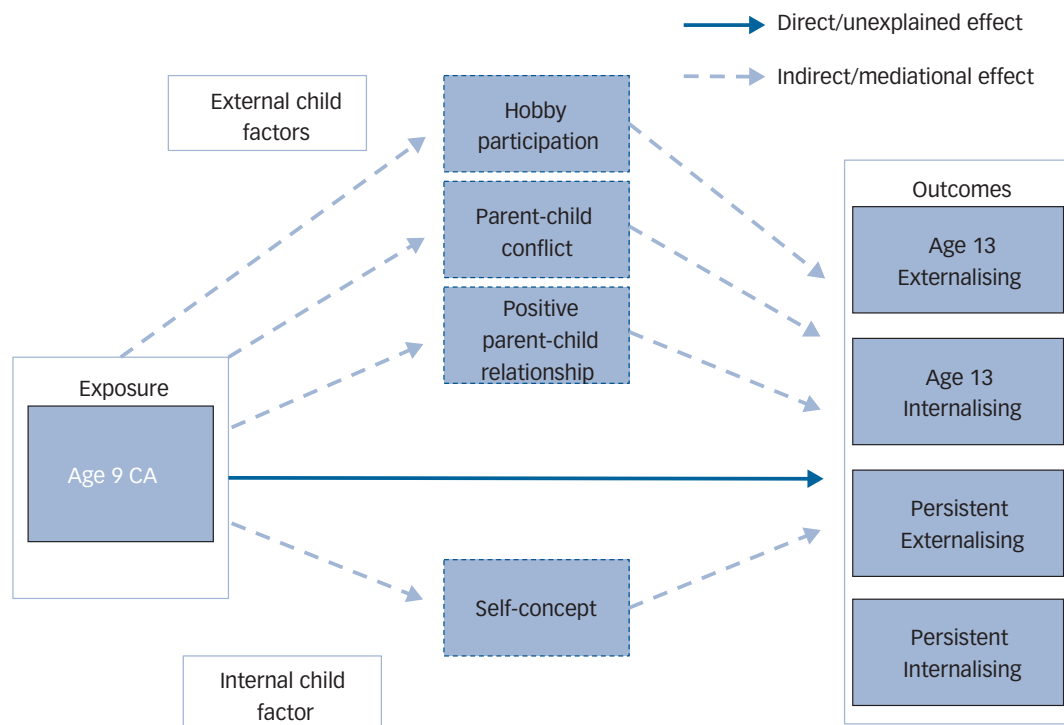 Direct/unexplained effect
Indirect/mediational effect
External child
factors
Hobby
participation
Parent-child
conflict
Positive
parent-child
relationship
Exposure
Age 9 CA
Self-concept
Internal child
factor
Outcomes
Age 13
Externalising
Age 13
Internalising
Persistent
Externalising
Persistent
Internalising